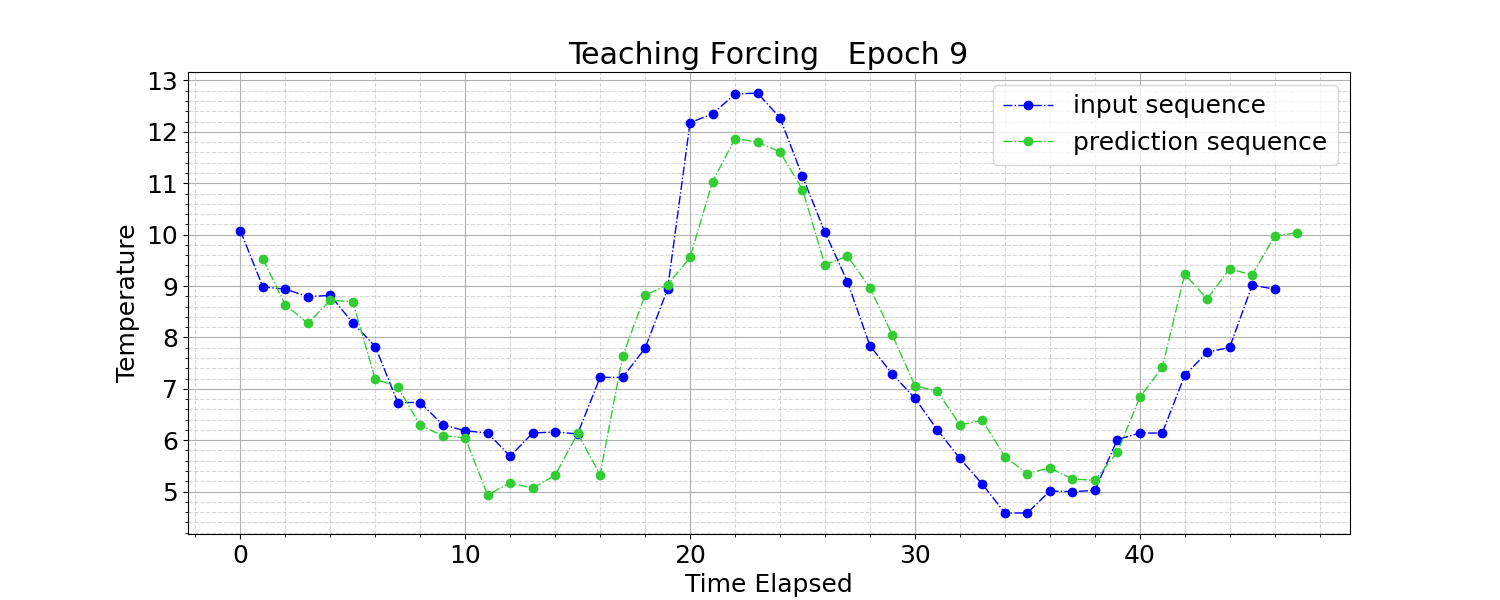 Teaching Forcing   Epoch 9
13
12
11
10
9
8
7
6
5
Temperature
input sequence
prediction sequence
0 10 20 30 40
Time Elapsed